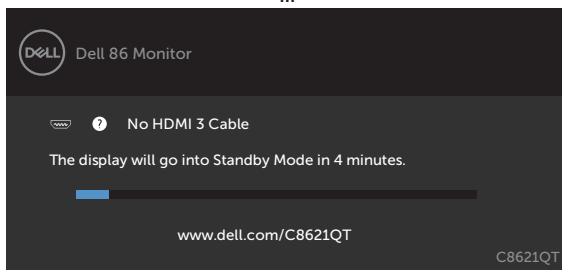 ...
DELL
Dell 86 Monitor
? No HDMI 3 Cable
The display will go into Standby Mode in 4 minutes.
www.dell.com/C8621QT
C8621QT